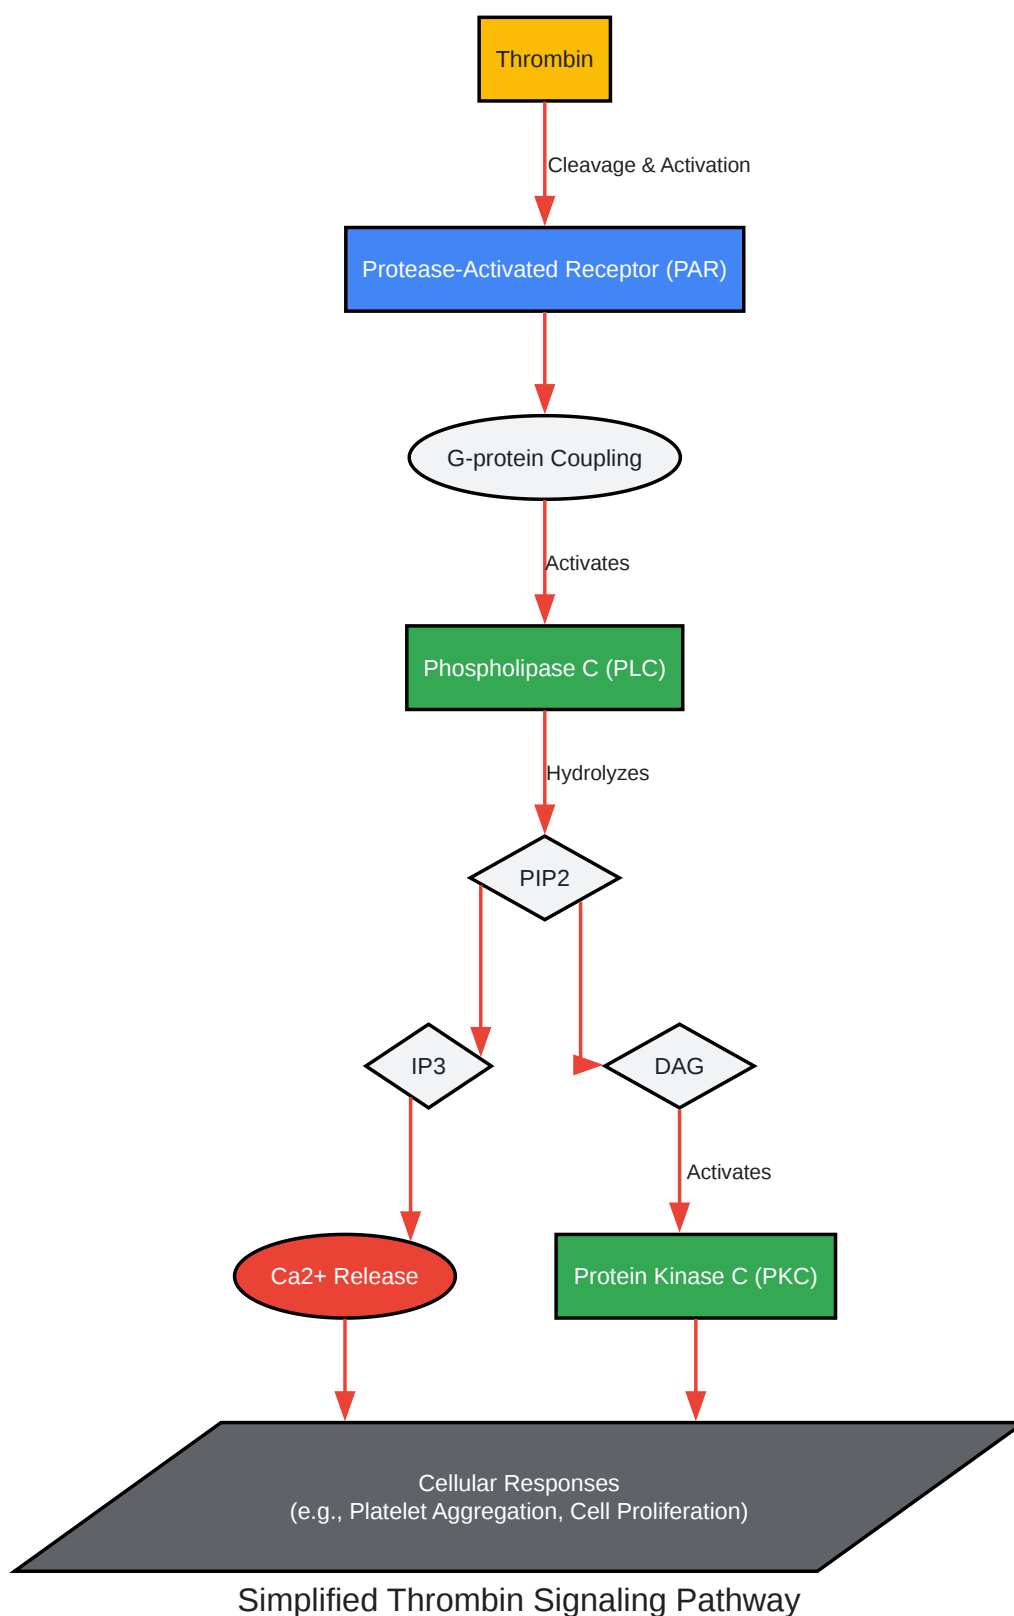 Thrombin
Cleavage & Activation
Protease-Activated Receptor (PAR)
G-protein Coupling
Activates
Phospholipase C (PLC)
Hydrolyzes
PIP2
IP3
DAG
Activates
Ca2+ Release
Protein Kinase C (PKC)
Cellular Responses
(e.g., Platelet Aggregation, Cell Proliferation)
Simplified Thrombin Signaling Pathway